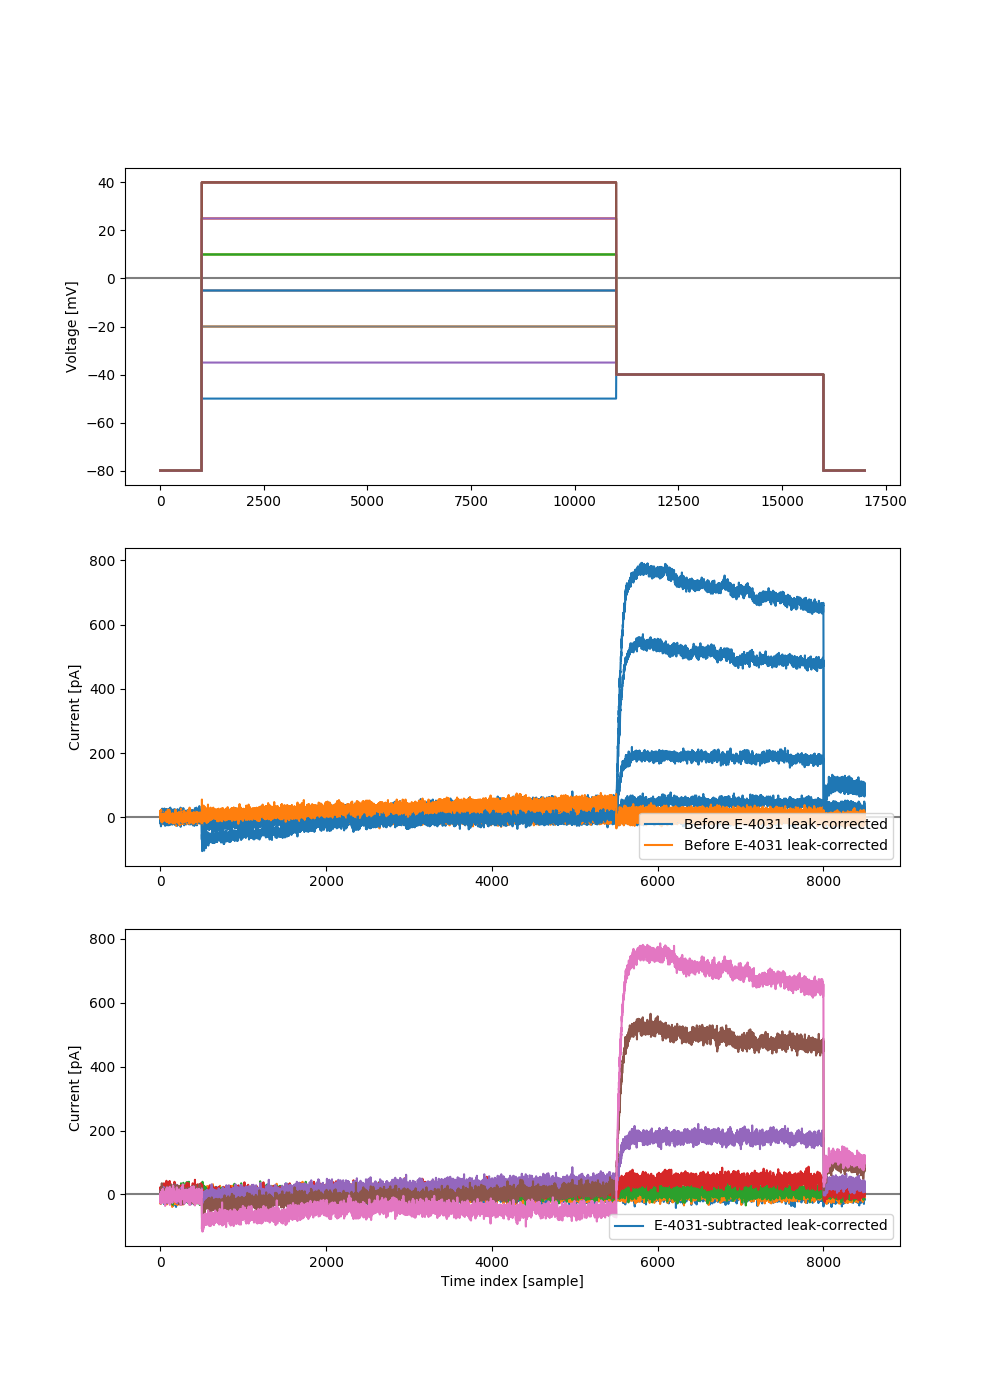 40
20
0
−20
−40
−60
−80
Voltage [mV]
0 2500 5000 7500 10000 12500 15000 17500
800
600
400
200
0
Current [pA]
Before E-4031 leak-corrected
Before E-4031 leak-corrected
0 2000 4000 6000 8000
800
600
400
200
0
Current [pA]
E-4031-subtracted leak-corrected
0 2000 4000 6000 8000
Time index [sample]